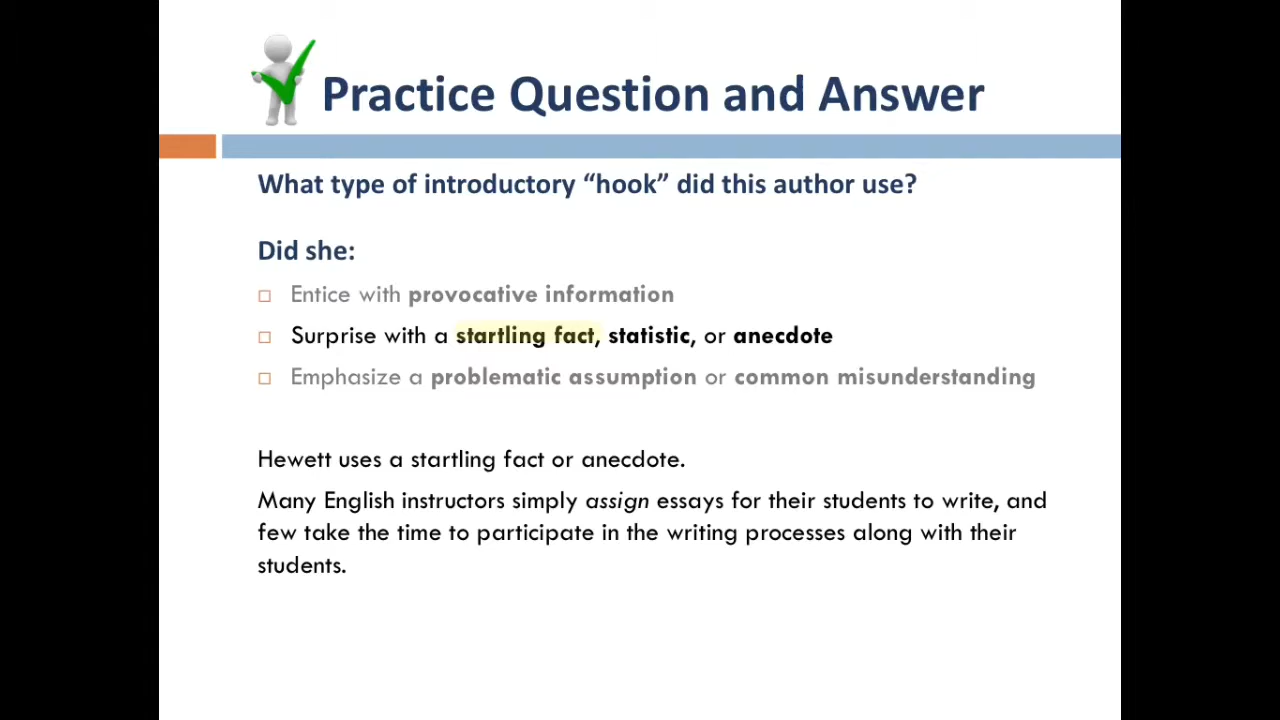 Practice Question and Answer
What type of introductory “hook” did this author use?
Did she:
Entice with provocative information
Surprise with a startling fact, statistic, or anecdote
Emphasize a problematic assumption or common misunderstanding
Hewett uses a startling fact or anecdote.
Many English instructors simply assign essays for their students to write, and
few take the time to participate in the writing processes along with their
students.